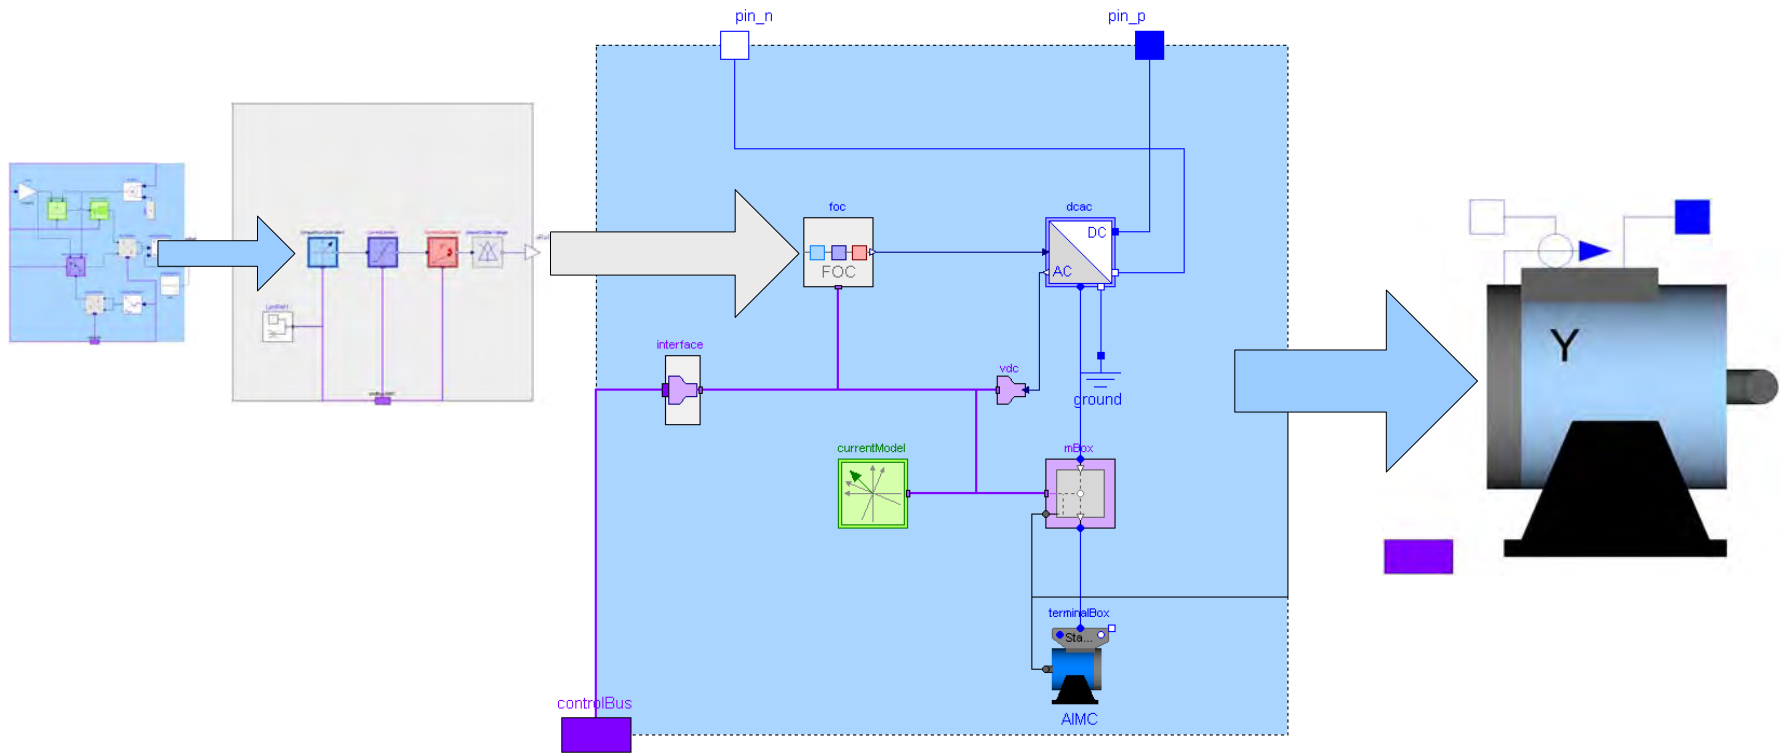 pin_n
pin_p
foc
dcac
DC
AC
FOC
interface
vdc
ground
currentModel
mBox
terminalBox
Sta...
AIMC
controlBus
Y